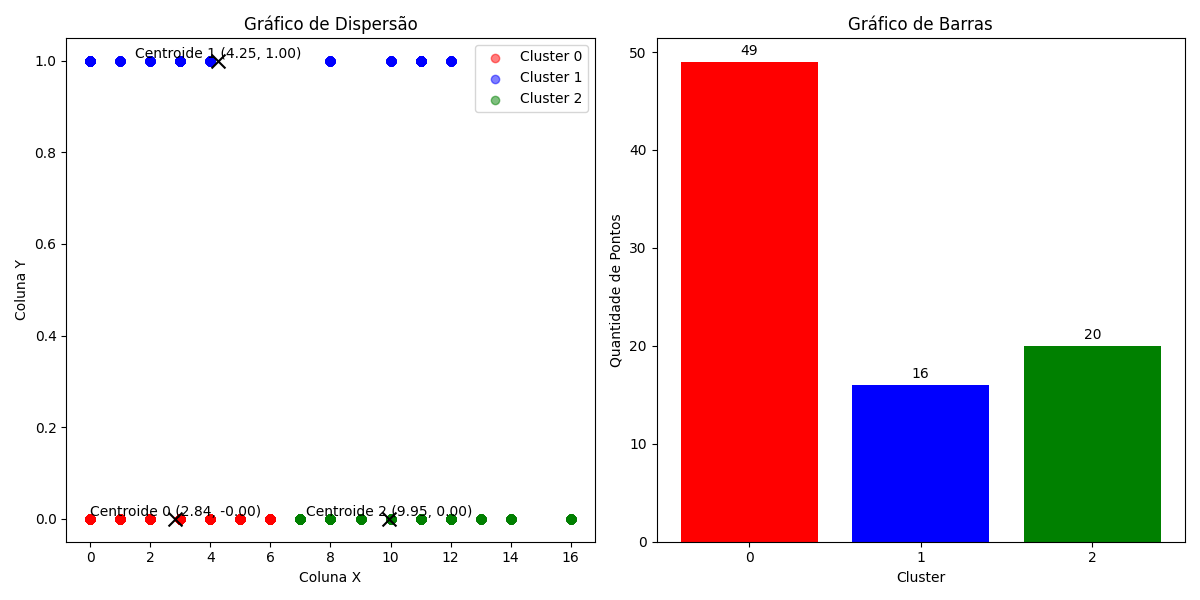 Gráfico de Dispersão
Centroide 1 (4.25, 1.00)
Cluster 0
Cluster 1
Cluster 2
1.0
0.8
0.6
0.4
0.2
0.0
Coluna Y
Centroide 0 (2.84, -0.00)
Centroide 2 (9.95, 0.00)
0 2 4 6 8 10 12 14 16
Coluna X
Gráfico de Barras
50
40
30
20
10
0
Quantidade de Pontos
49
16
20
0 1 2
Cluster